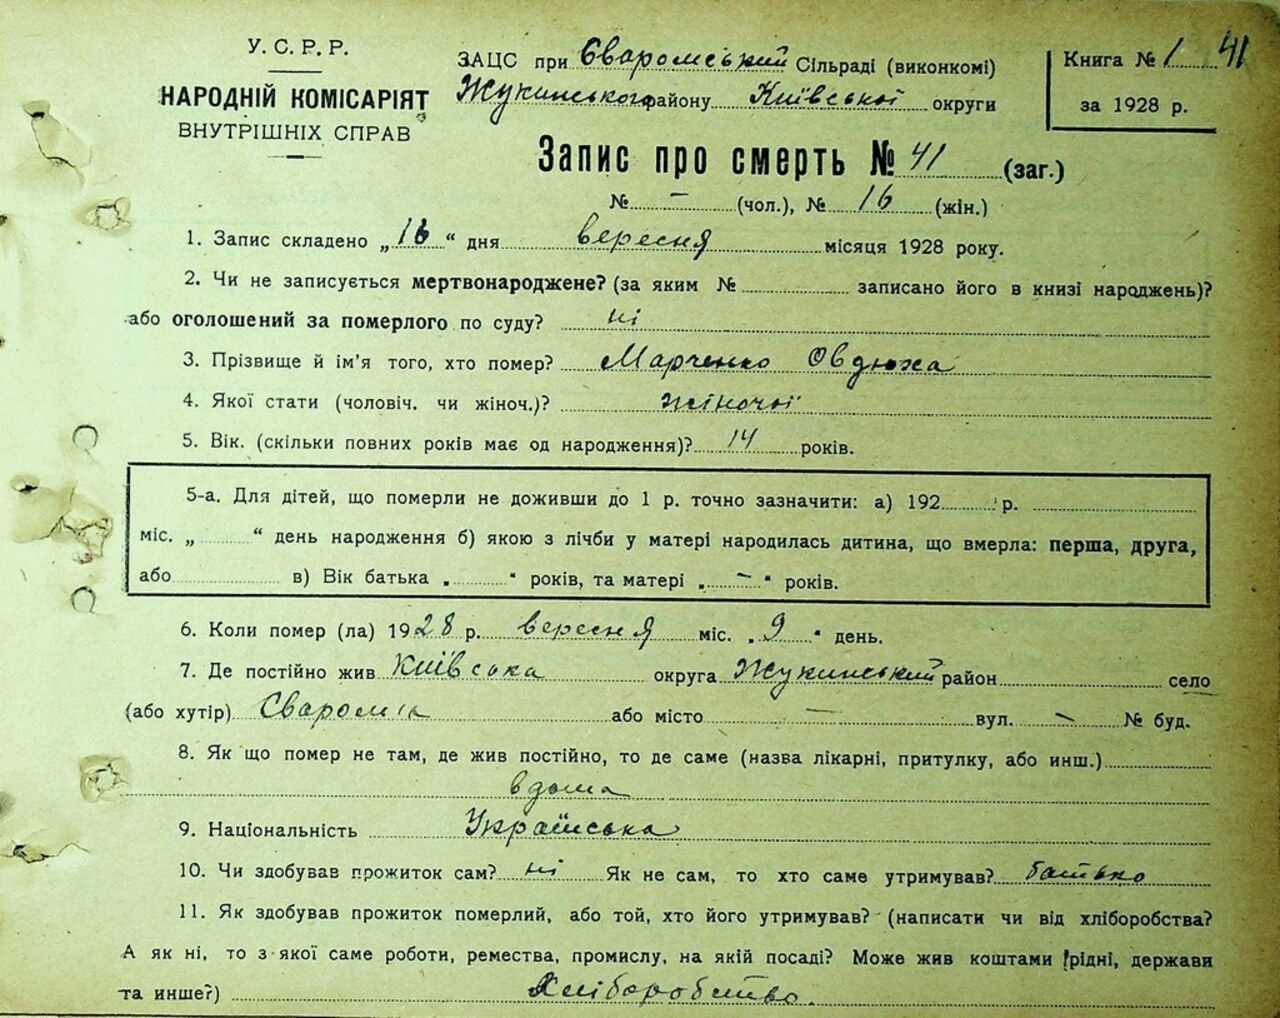 У. С. Р. Р.
НАРОДНІЙ КОМІСАРІЯТ
ВНУТРІШНІХ СПРАВ
ЗАЦС при Сваромський Сільраді (виконкомі)
Жукинського району Київської округи
Книга № 1 41
за 1928 р.
Запис про смерть № 41 (заг.)
№ – (чол.), № 16 (жін.)
1. Запис складено „16“ дня вересня місяця 1928 року.
2. Чи не записується мертвонароджене? (за яким № записано його в книзі народжень)?
або оголошений за померлого по суду? ні
3. Прізвище й ім'я того, хто помер? Марченко Овдюха
4. Якої стати (чоловіч. чи жіноч.)? жіночої
5. Вік. (скільки повних років має од народження)? 14 років.
5-а. Для дітей, що померли не доживши до 1 р. точно зазначити: а) 192 р.
міс. „ “ день народження б) якою з лічби у матері народилась дитина, що вмерла: перша, друга,
або в) Вік батька „ “ років, та матері „ – “ років.
6. Коли помер (ла) 1928 р. вересня міс. „9“ день.
7. Де постійно жив Київська округа Жукинський район село
(або хутір) Сваромля або місто – вул. – № буд.
8. Як що помер не там, де жив постійно, то де саме (назва лікарні, притулку, або инш.)
вдома
9. Національність Українська
10. Чи здобував прожиток сам? ні Як не сам, то хто саме утримував? батько
11. Як здобував прожиток померлий, або той, хто його утримував? (написати чи від хліборобства?
А як ні, то з якої саме роботи, ремества, промислу, на якій посаді? Може жив коштами рідні, держави
та инше?) Хліборобство.